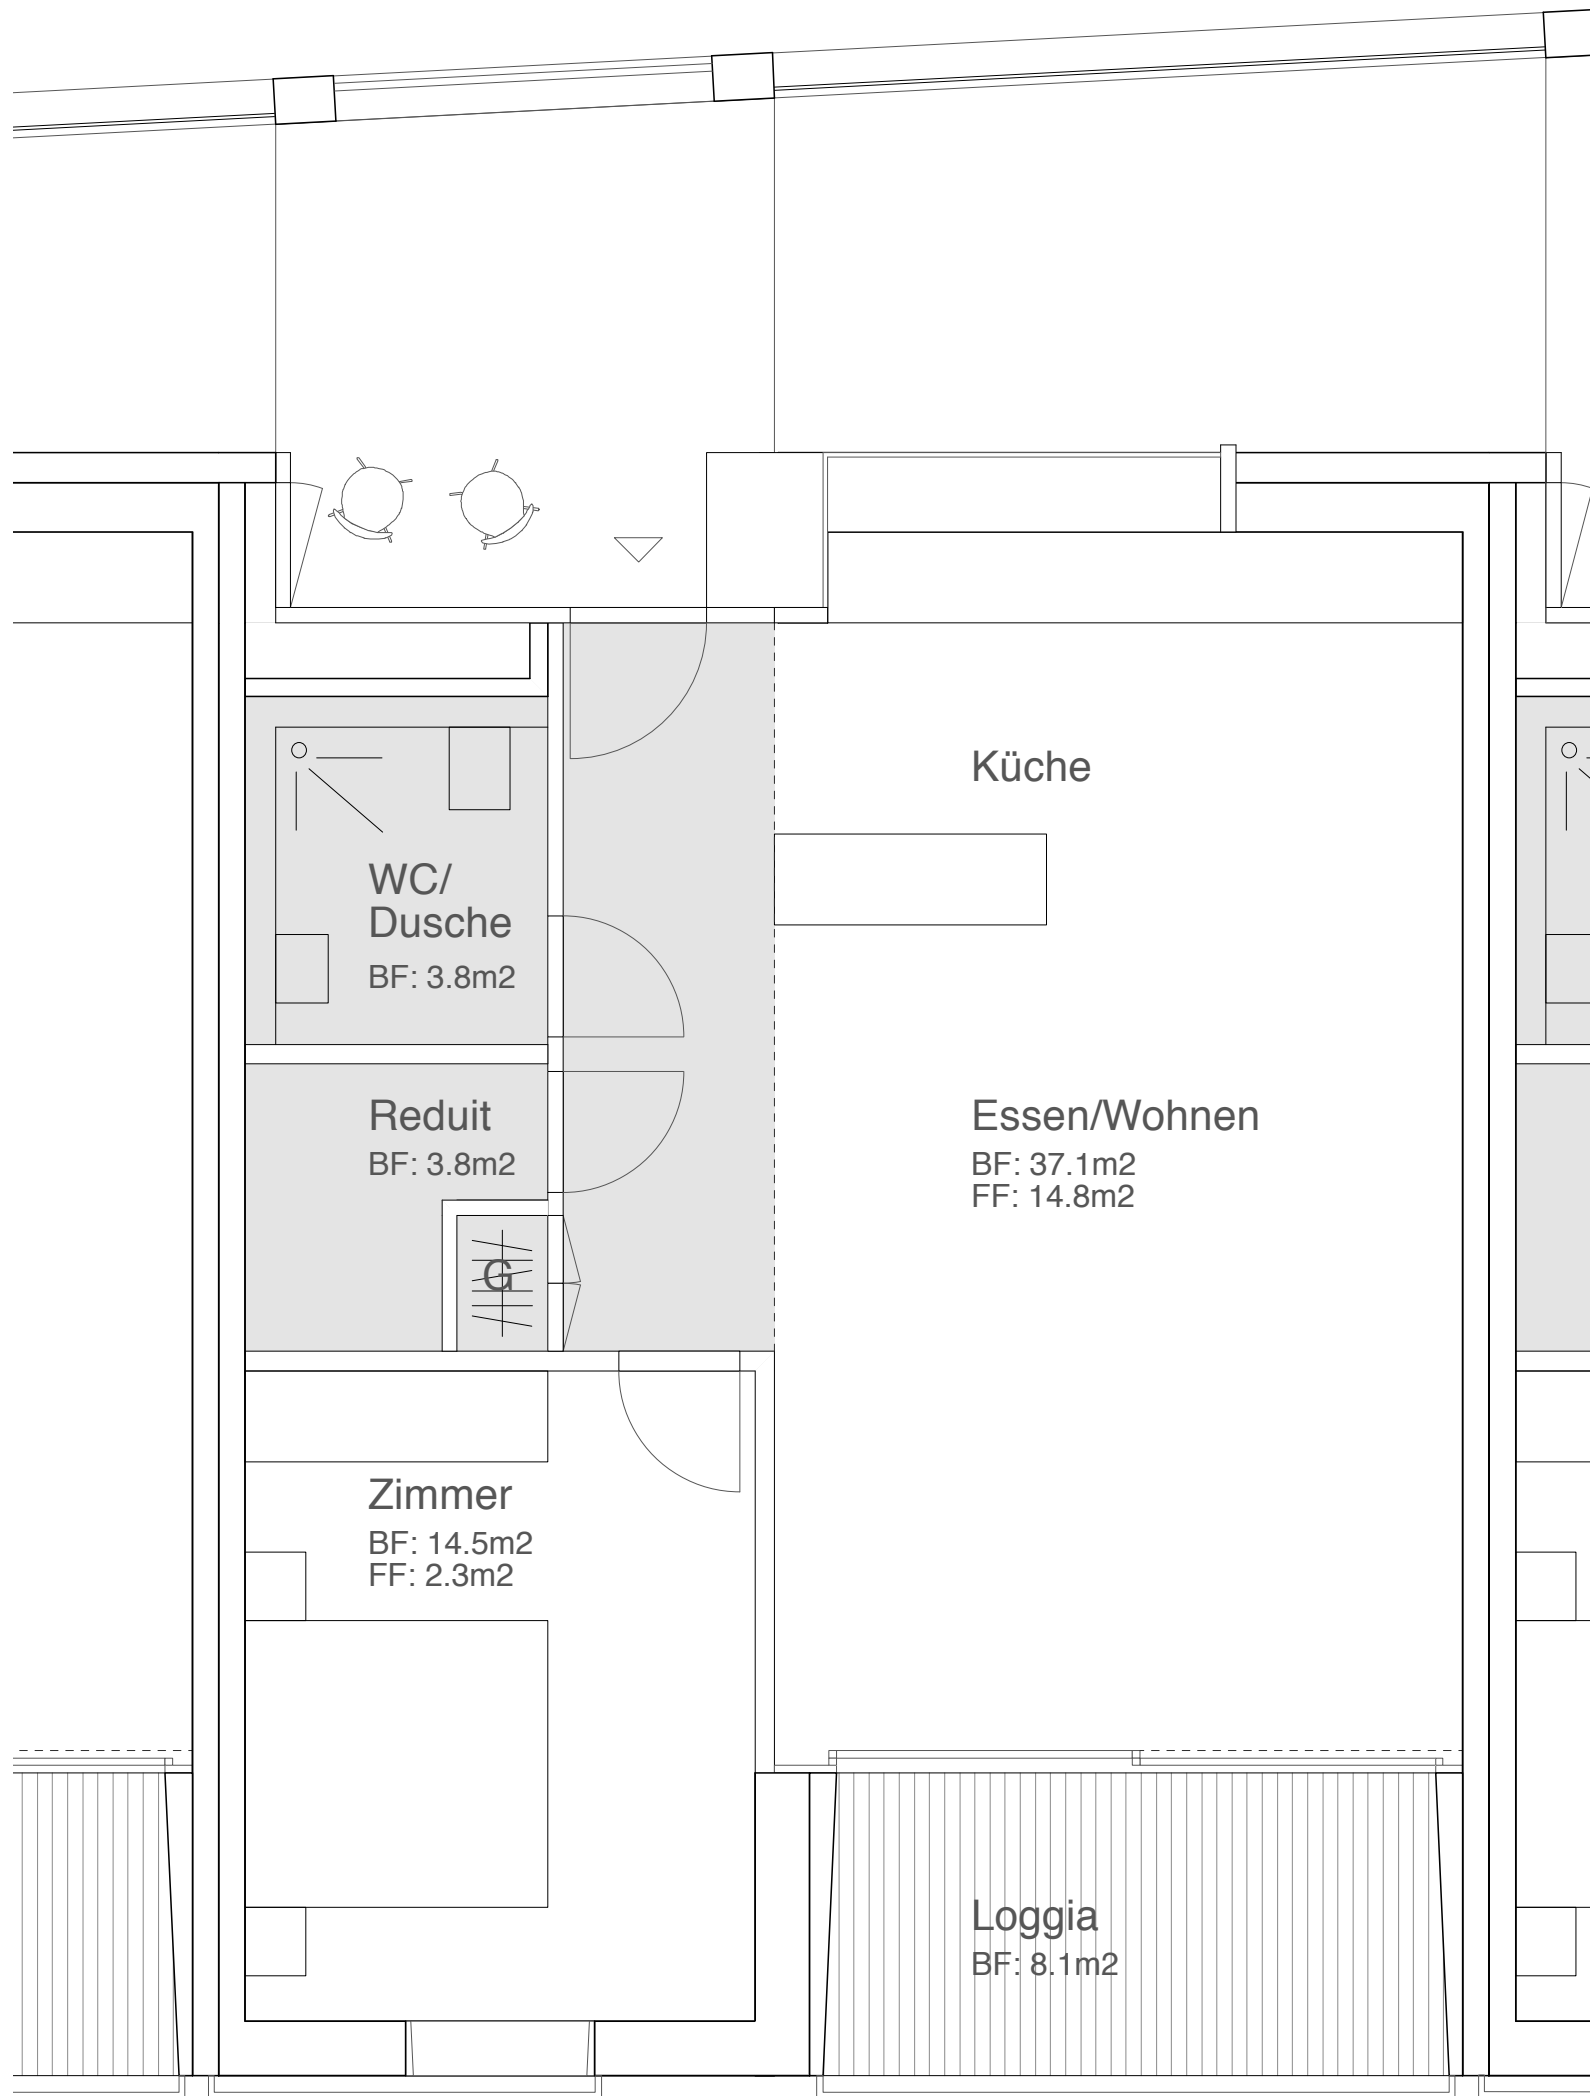 Küche
WC/
Dusche
BF: 3.8m2
Reduit
BF: 3.8m2
Essen/Wohnen
BF: 37.1m2
FF: 14.8m2
G
Zimmer
BF: 14.5m2
FF: 2.3m2
Loggia
BF: 8.1m2